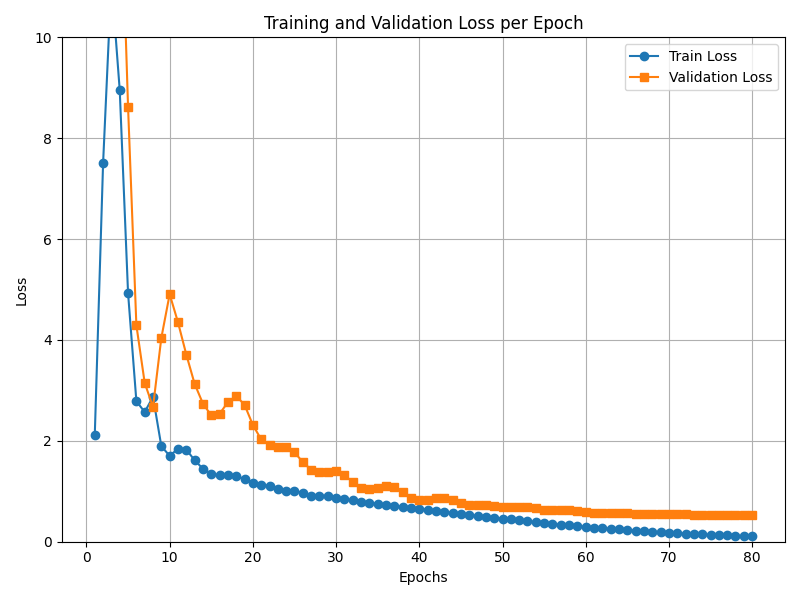 Training and Validation Loss per Epoch
Train Loss
Validation Loss
10
8
6
4
2
0
Loss
0 10 20 30 40 50 60 70 80
Epochs